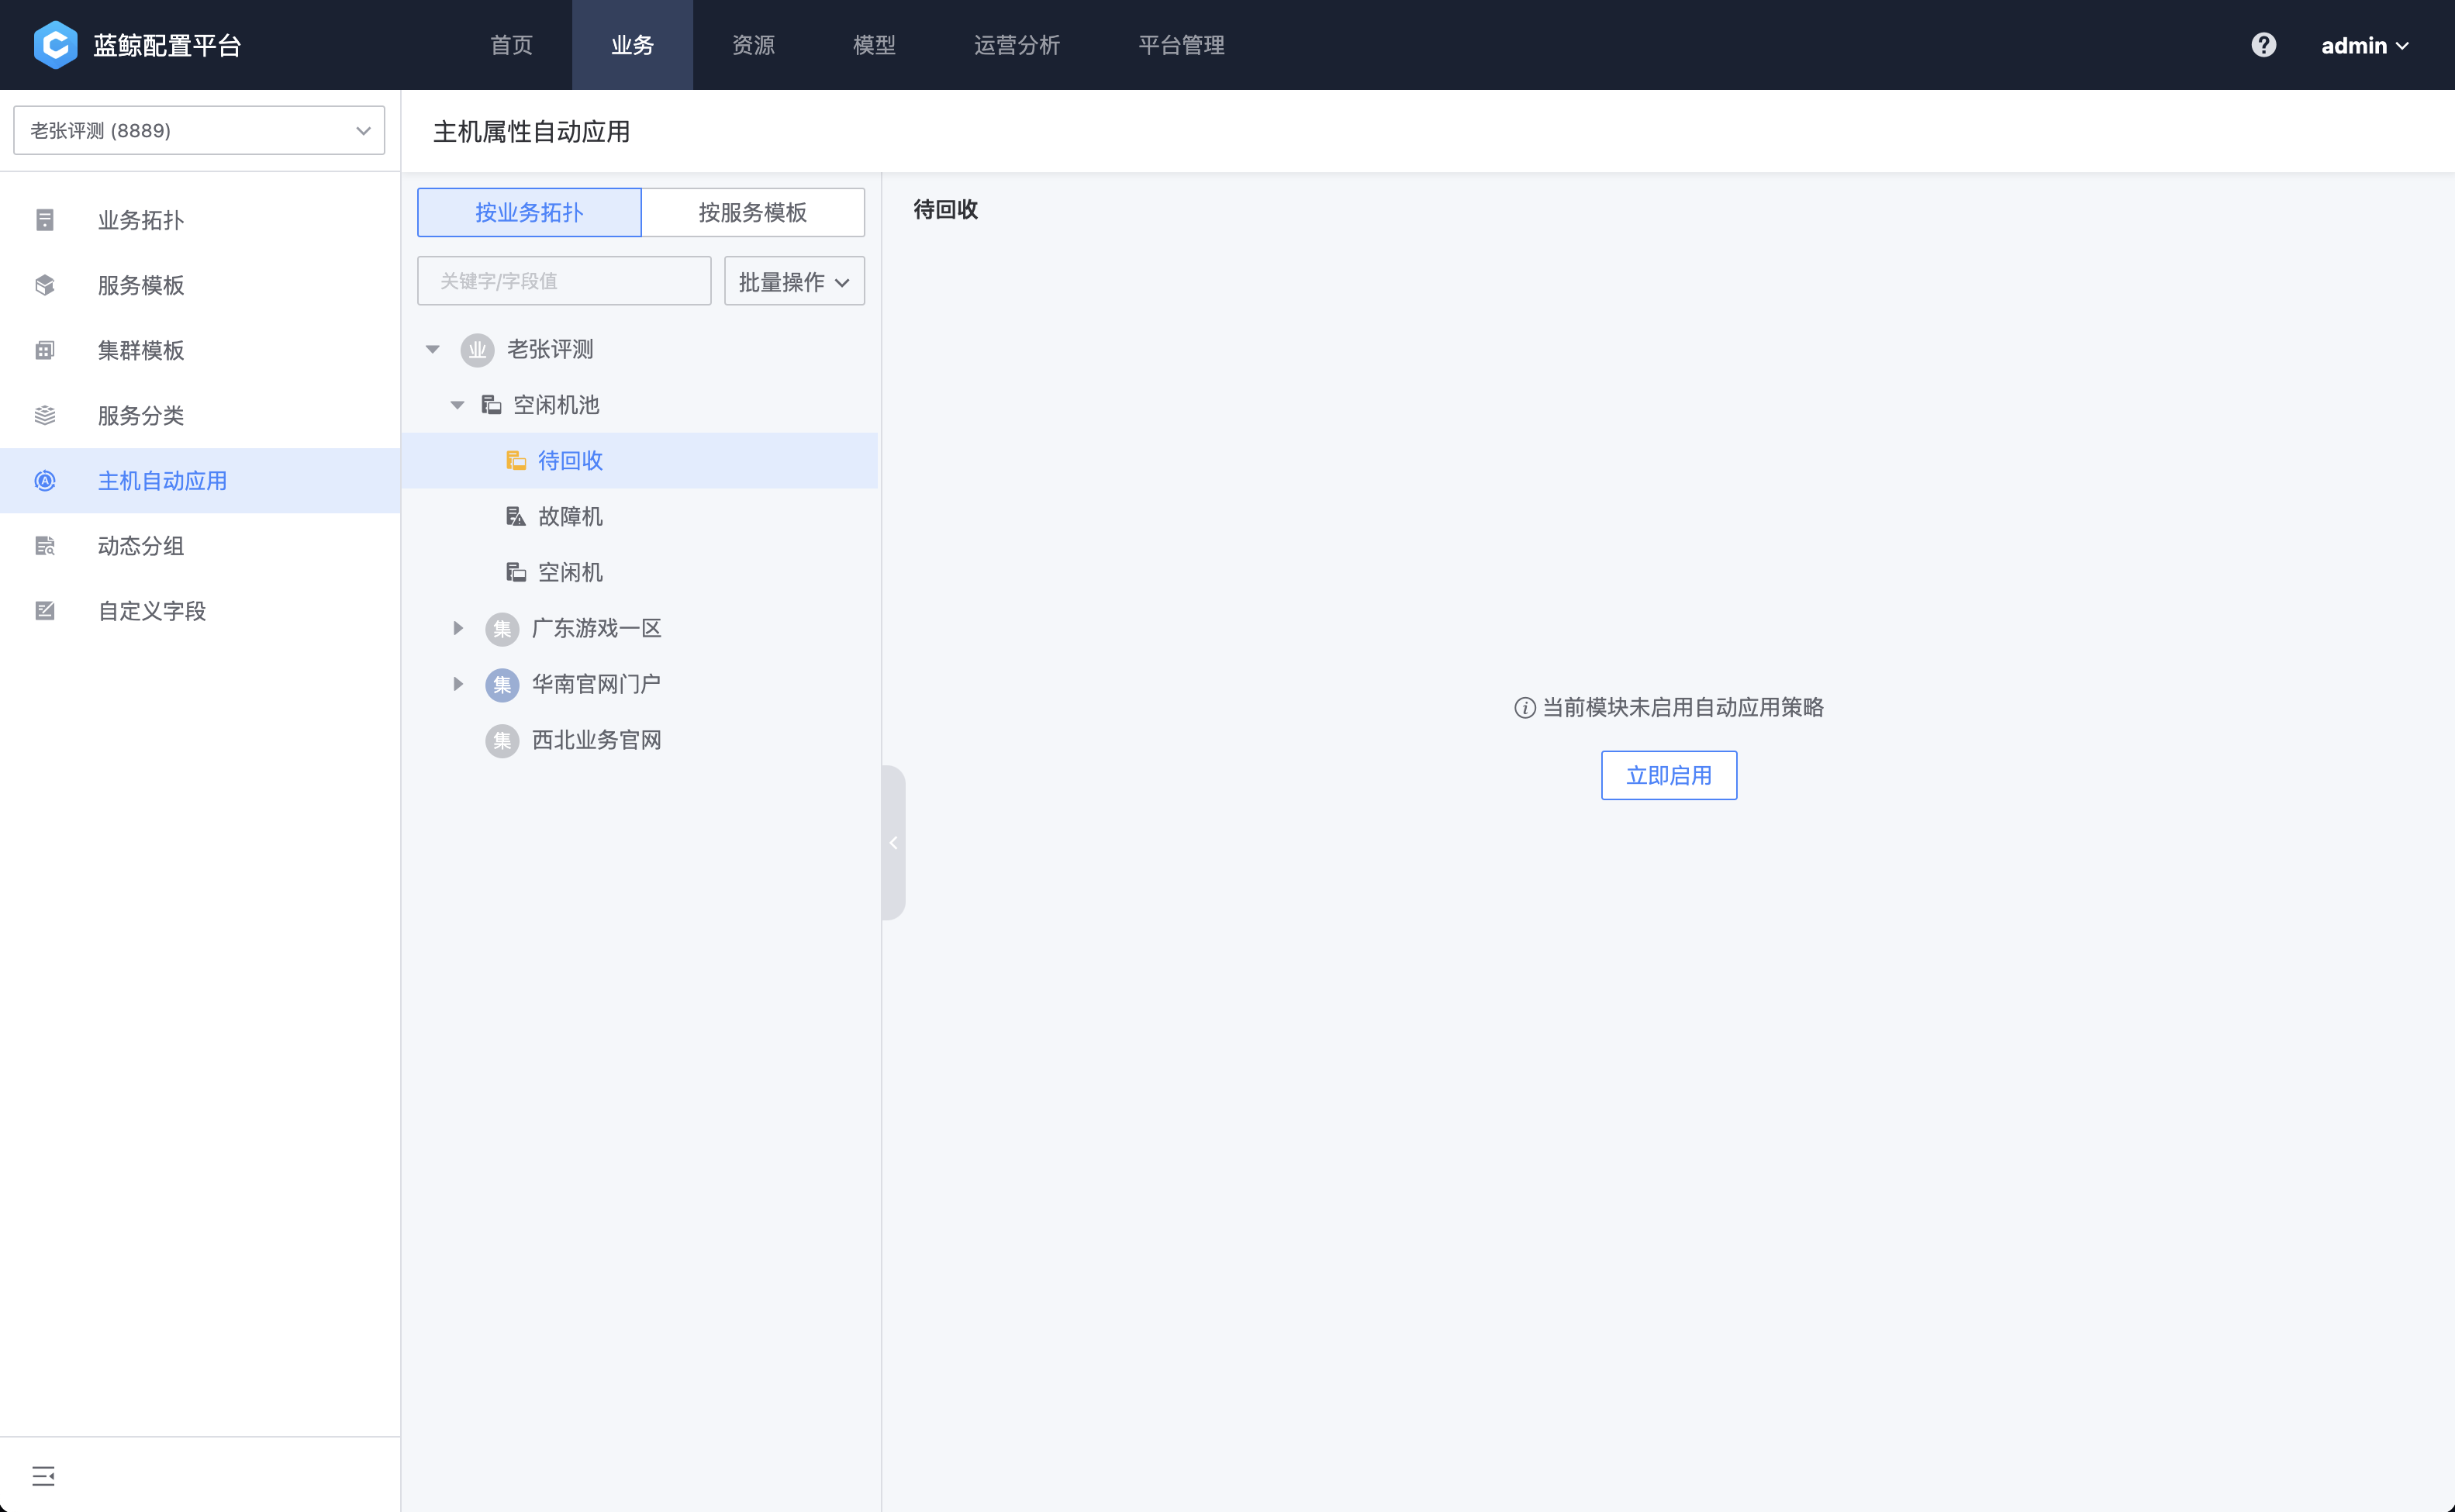 蓝鲸配置平台
首页 业务 资源 模型 运营分析 平台管理
admin
老张评测 (8889)
业务拓扑
服务模板
集群模板
服务分类
主机自动应用
动态分组
自定义字段
主机属性自动应用
按业务拓扑 按服务模板
关键字/字段值 批量操作
业 老张评测
空闲机池
待回收
故障机
空闲机
集 广东游戏一区
集 华南官网门户
集 西北业务官网
待回收
当前模块未启用自动应用策略
立即启用